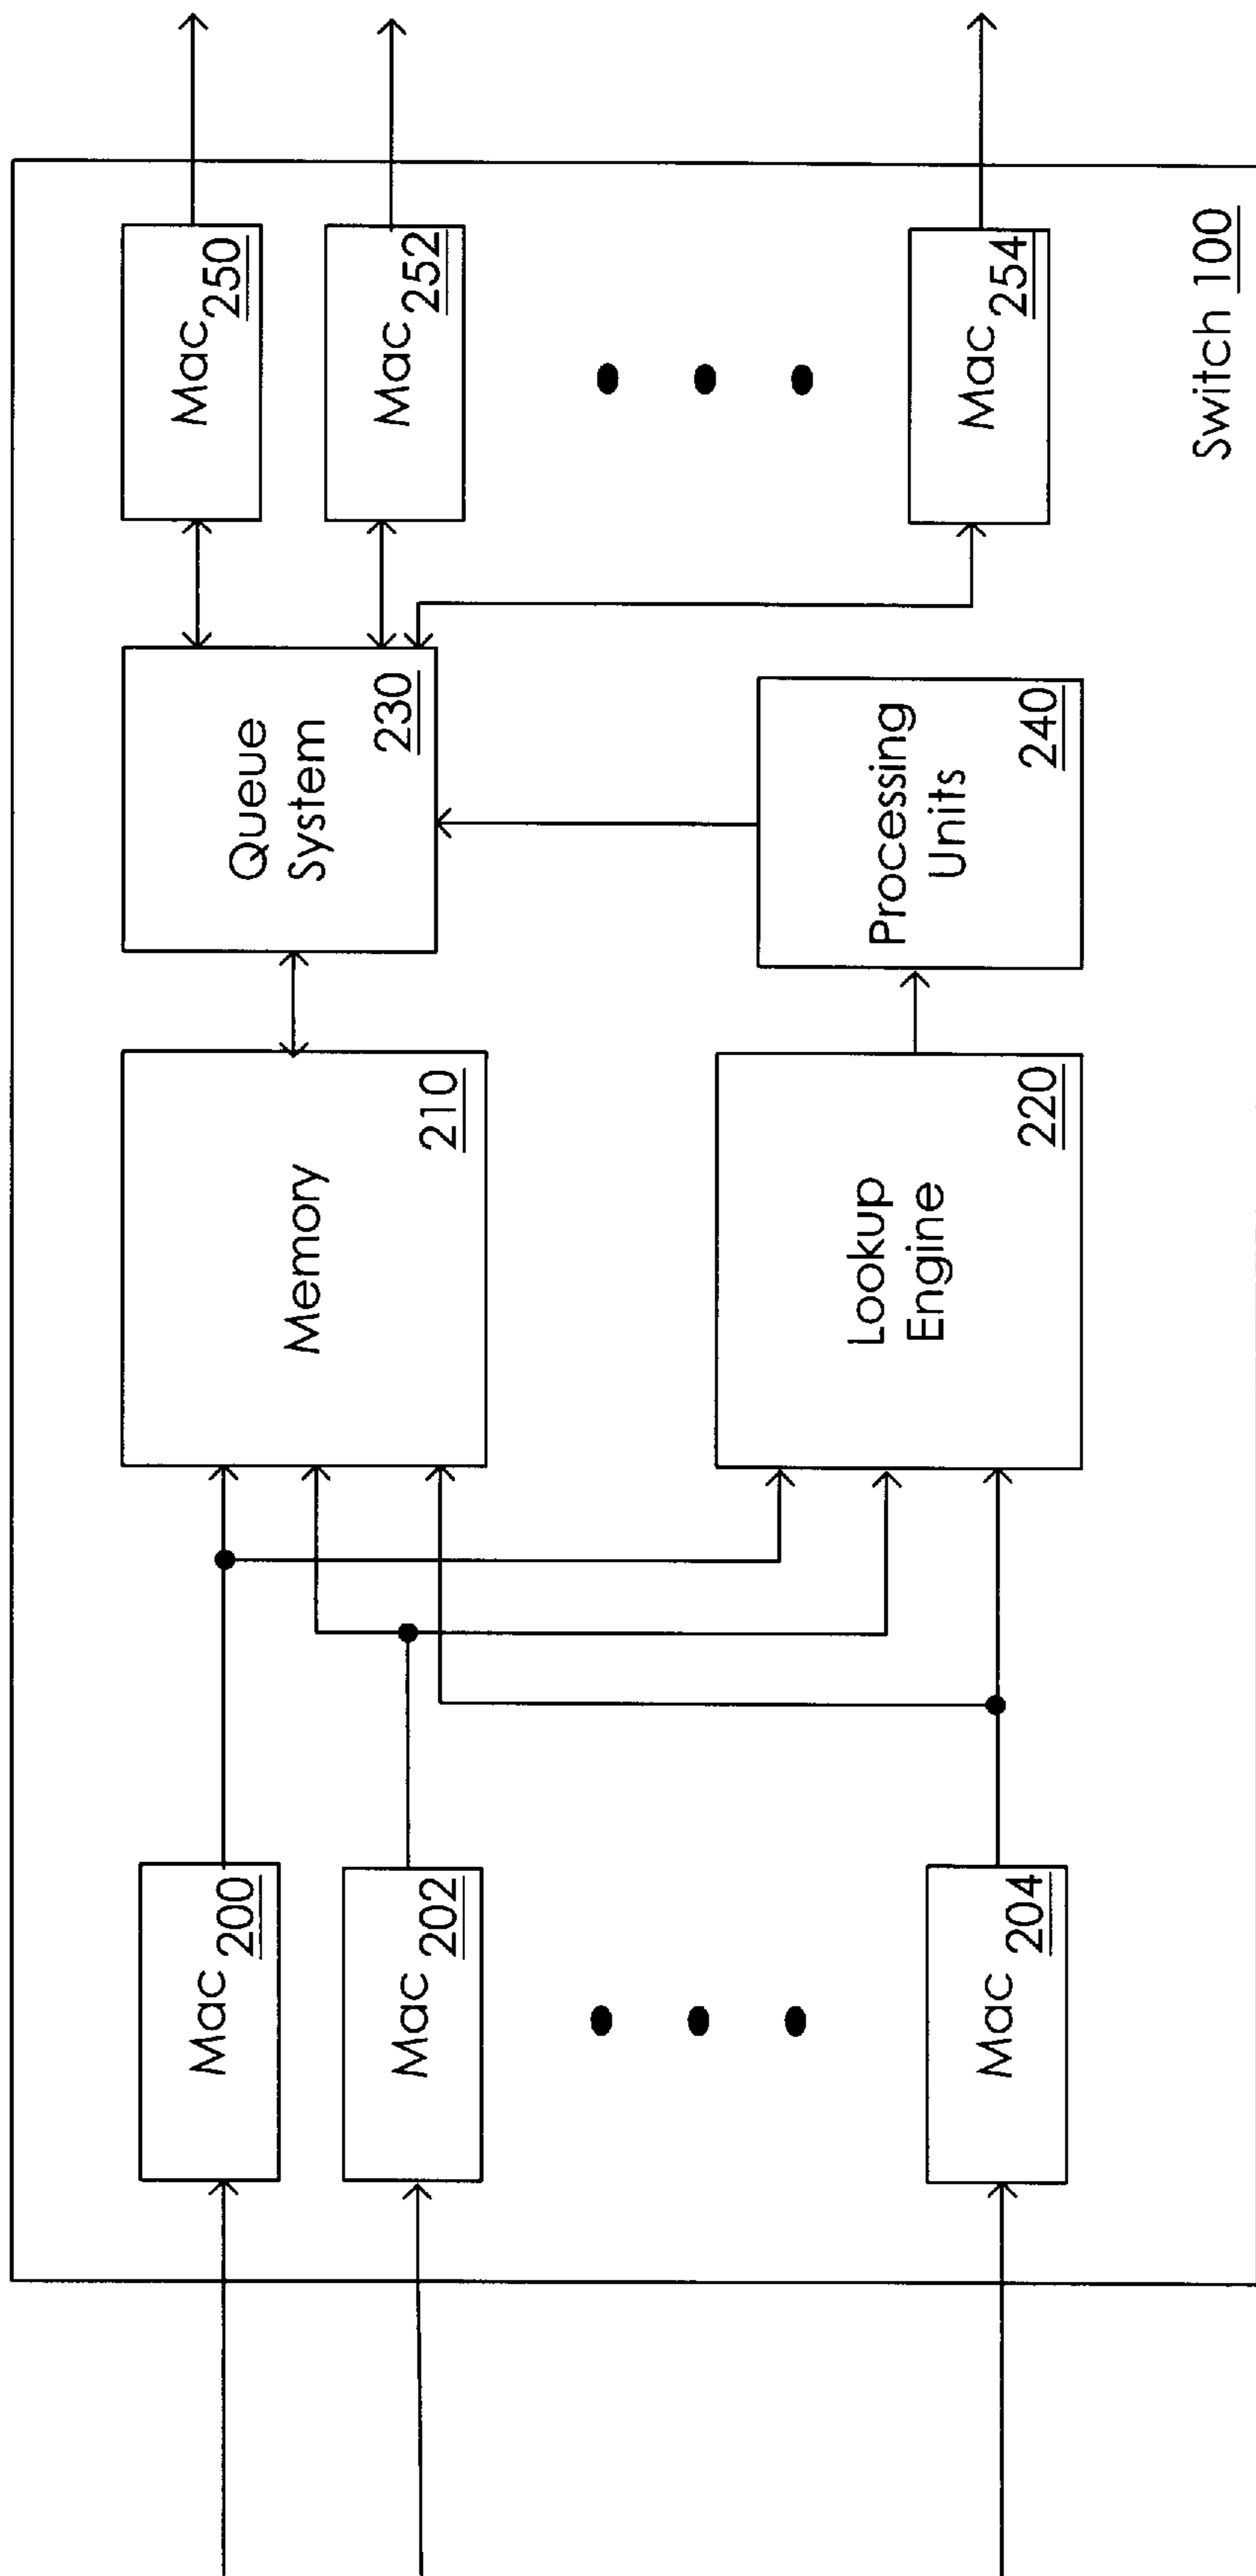 Mac
200
Mac
202
Mac
204
Memory
210
Lookup
Engine
220
Queue
System
230
Processing
Units
240
Mac
250
Mac
252
Mac
254
Switch 100